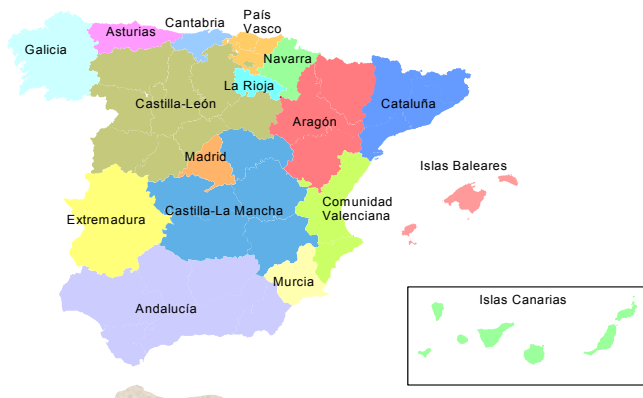 Cantabria
País
Vasco
Asturias
Galicia
Navarra
La Rioja
Castilla-León
Cataluña
Aragón
Madrid
Islas Baleares
Extremadura
Castilla-La Mancha
Comunidad
Valenciana
Murcia
Islas Canarias
Andalucía